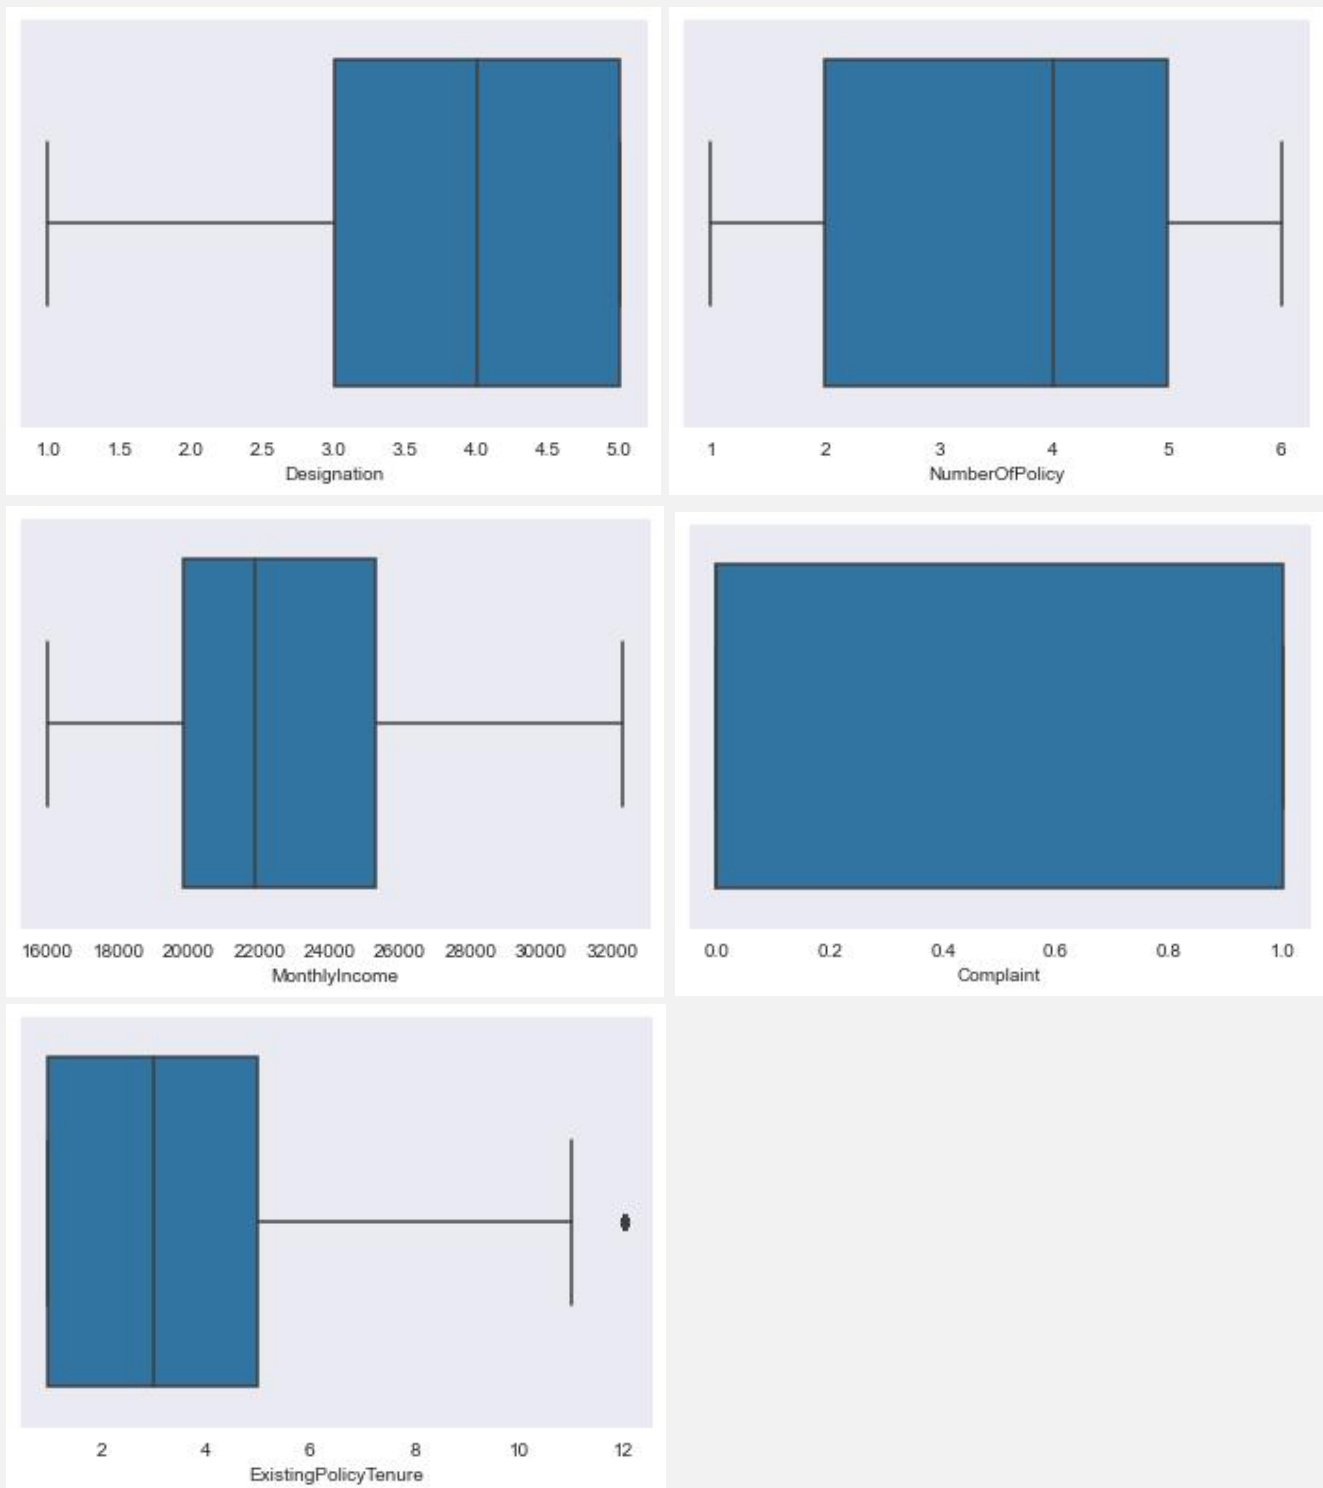 1.0 1.5 2.0 2.5 3.0 3.5 4.0 4.5 5.0
Designation
1 2 3 4 5 6
NumberOfPolicy
16000 18000 20000 22000 24000 26000 28000 30000 32000
MonthlyIncome
0.0 0.2 0.4 0.6 0.8 1.0
Complaint
2 4 6 8 10 12
ExistingPolicyTenure